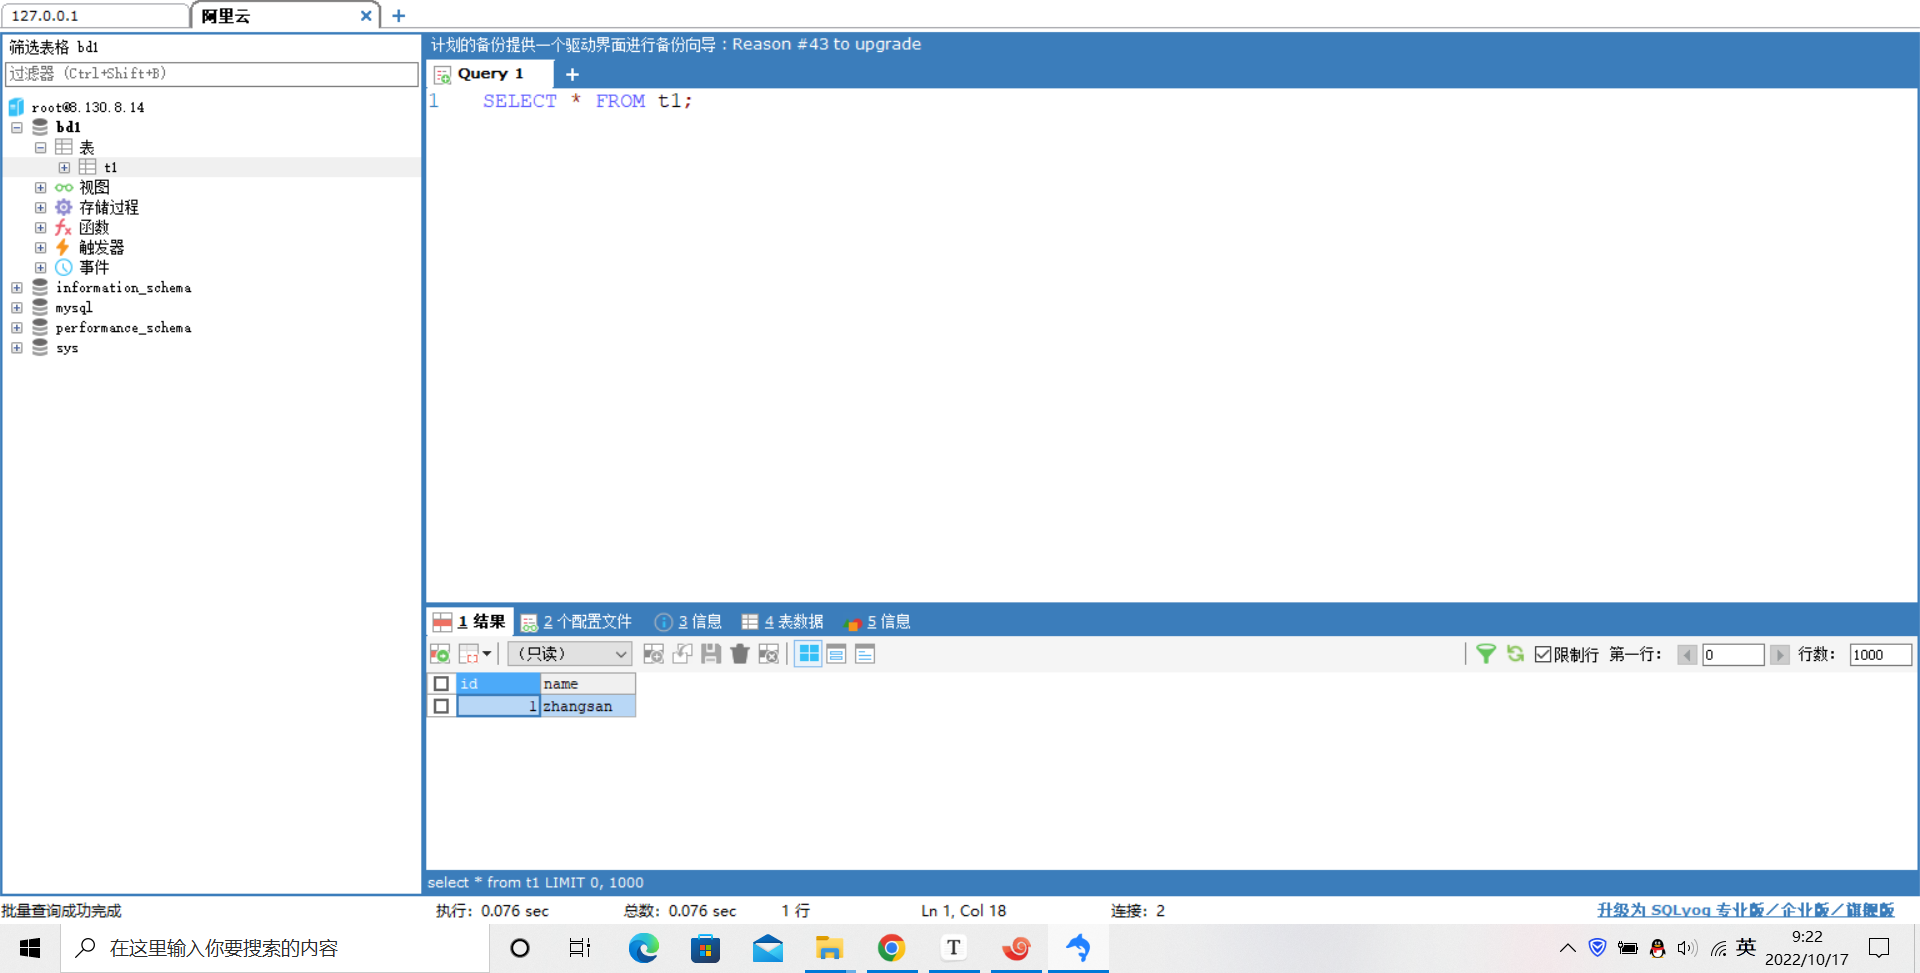 127.0.0.1
阿里云
筛选表格 bd1
过滤器 (Ctrl+Shift+B)
root@8.130.8.14
bd1
表
t1
视图
存储过程
函数
触发器
事件
information_schema
mysql
performance_schema
sys
计划的备份提供一个驱动界面进行备份向导：Reason #43 to upgrade
Query 1
1 SELECT * FROM t1;
1 结果 2 个配置文件 3 信息 4 表数据 5 信息
（只读） 限制行 第一行： 0 行数： 1000
id name
1 zhangsan
select * from t1 LIMIT 0, 1000
批量查询成功完成 执行： 0.076 sec 总数： 0.076 sec 1 行 Ln 1, Col 18 连接： 2 升级为 SQLyog 专业版/企业版/旗舰版
在这里输入你要搜索的内容
T
英
9:22
2022/10/17